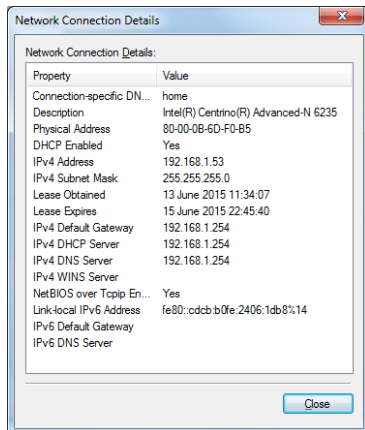 Network Connection Details
Network Connection Details:
Property Value
Connection-specific DN... home
Description Intel(R) Centrino(R) Advanced-N 6235
Physical Address 80-00-0B-6D-F0-B5
DHCP Enabled Yes
IPv4 Address 192.168.1.53
IPv4 Subnet Mask 255.255.255.0
Lease Obtained 13 June 2015 11:34:07
Lease Expires 15 June 2015 22:45:40
IPv4 Default Gateway 192.168.1.254
IPv4 DHCP Server 192.168.1.254
IPv4 DNS Server 192.168.1.254
IPv4 WINS Server
NetBIOS over Tcpip En... Yes
Link-local IPv6 Address fe80::cdcb:b0fe:2406:1db8%14
IPv6 Default Gateway
IPv6 DNS Server
Close